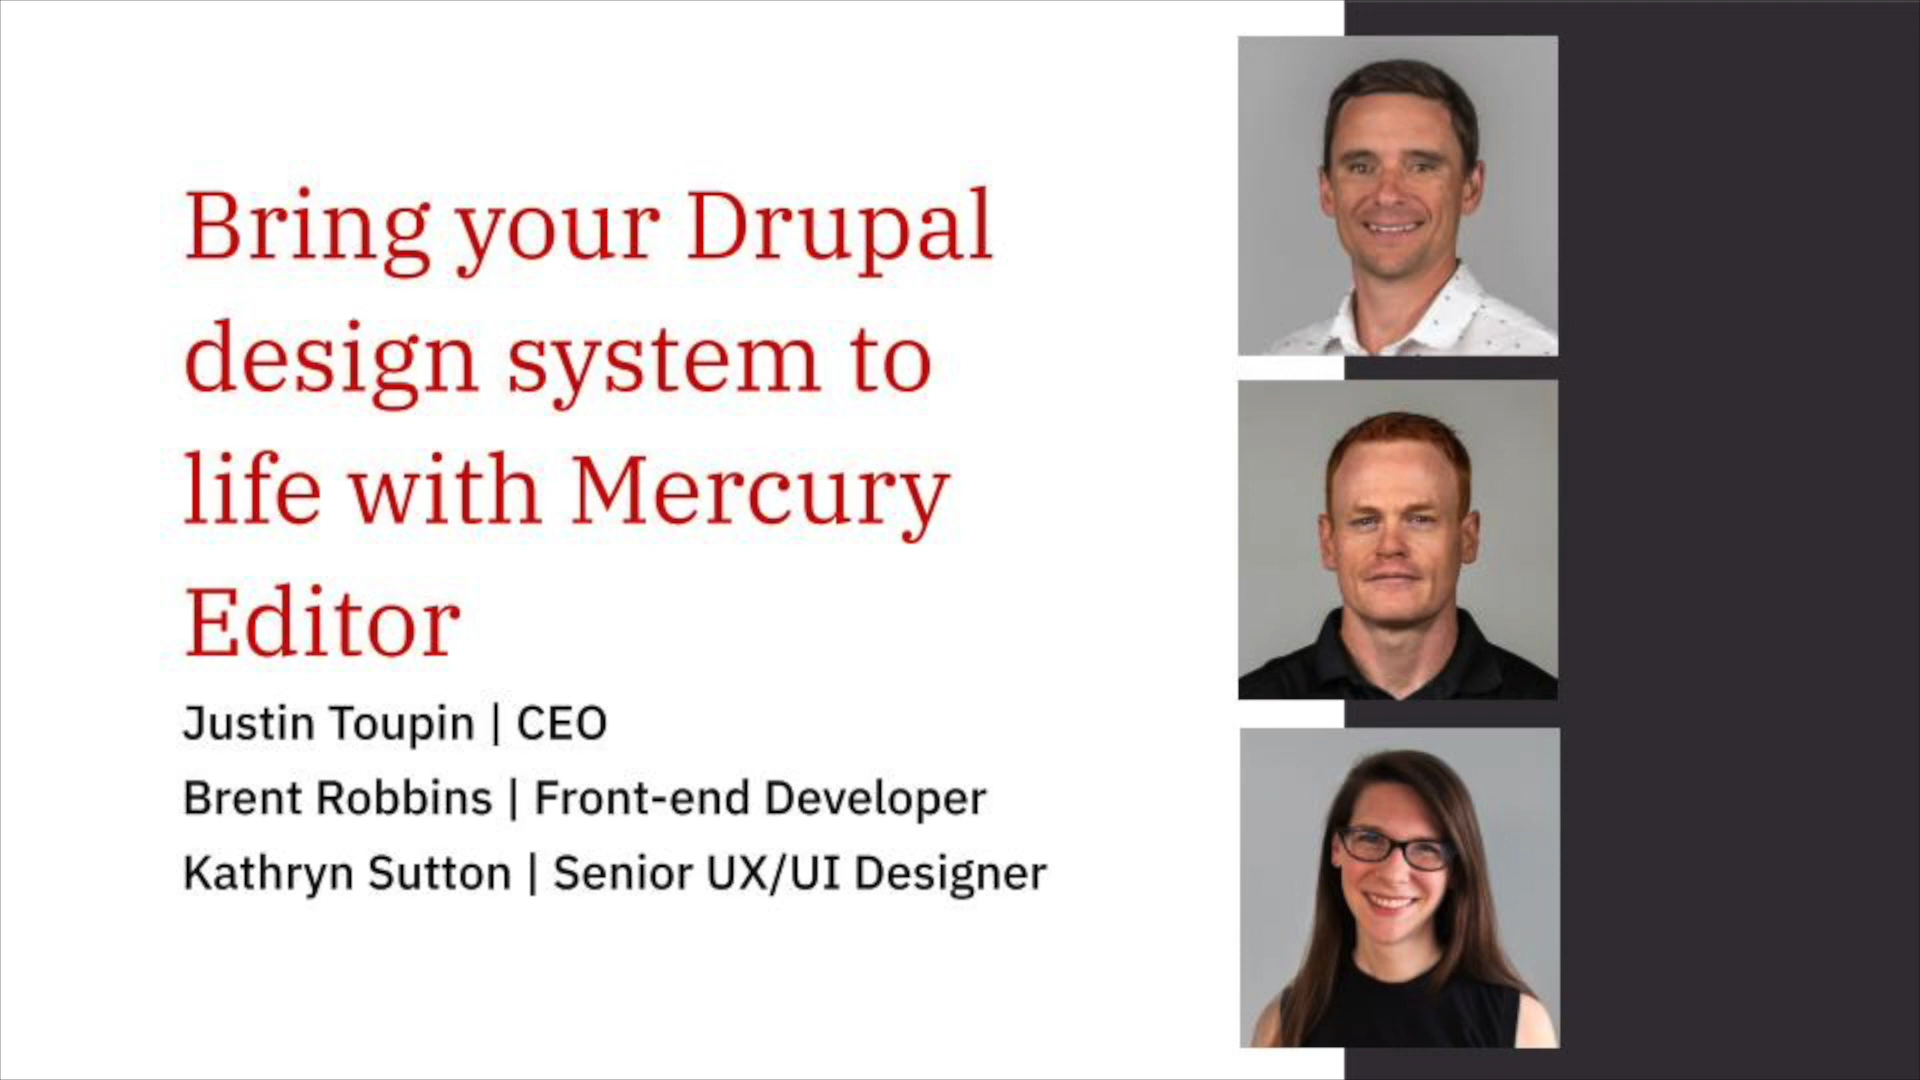 Bring your Drupal
design system to
life with Mercury
Editor
Justin Toupin | CEO
Brent Robbins | Front-end Developer
Kathryn Sutton | Senior UX/UI Designer